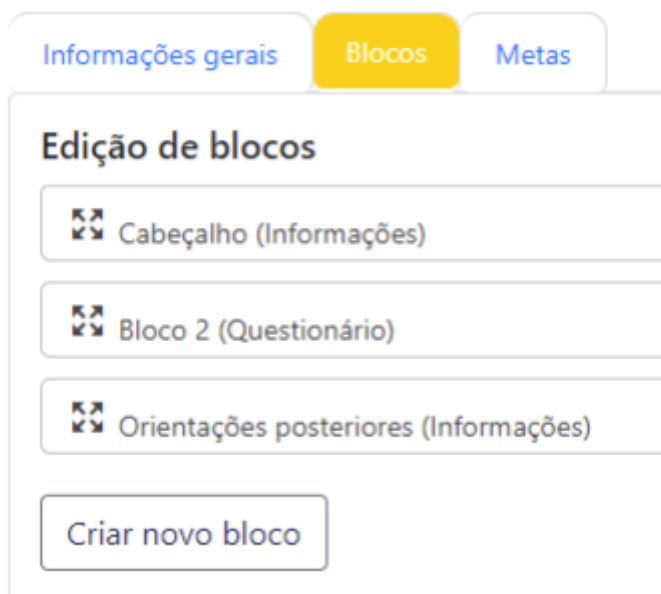 Informações gerais Blocos Metas
Edição de blocos
Cabeçalho (Informações)
Bloco 2 (Questionário)
Orientações posteriores (Informações)
Criar novo bloco